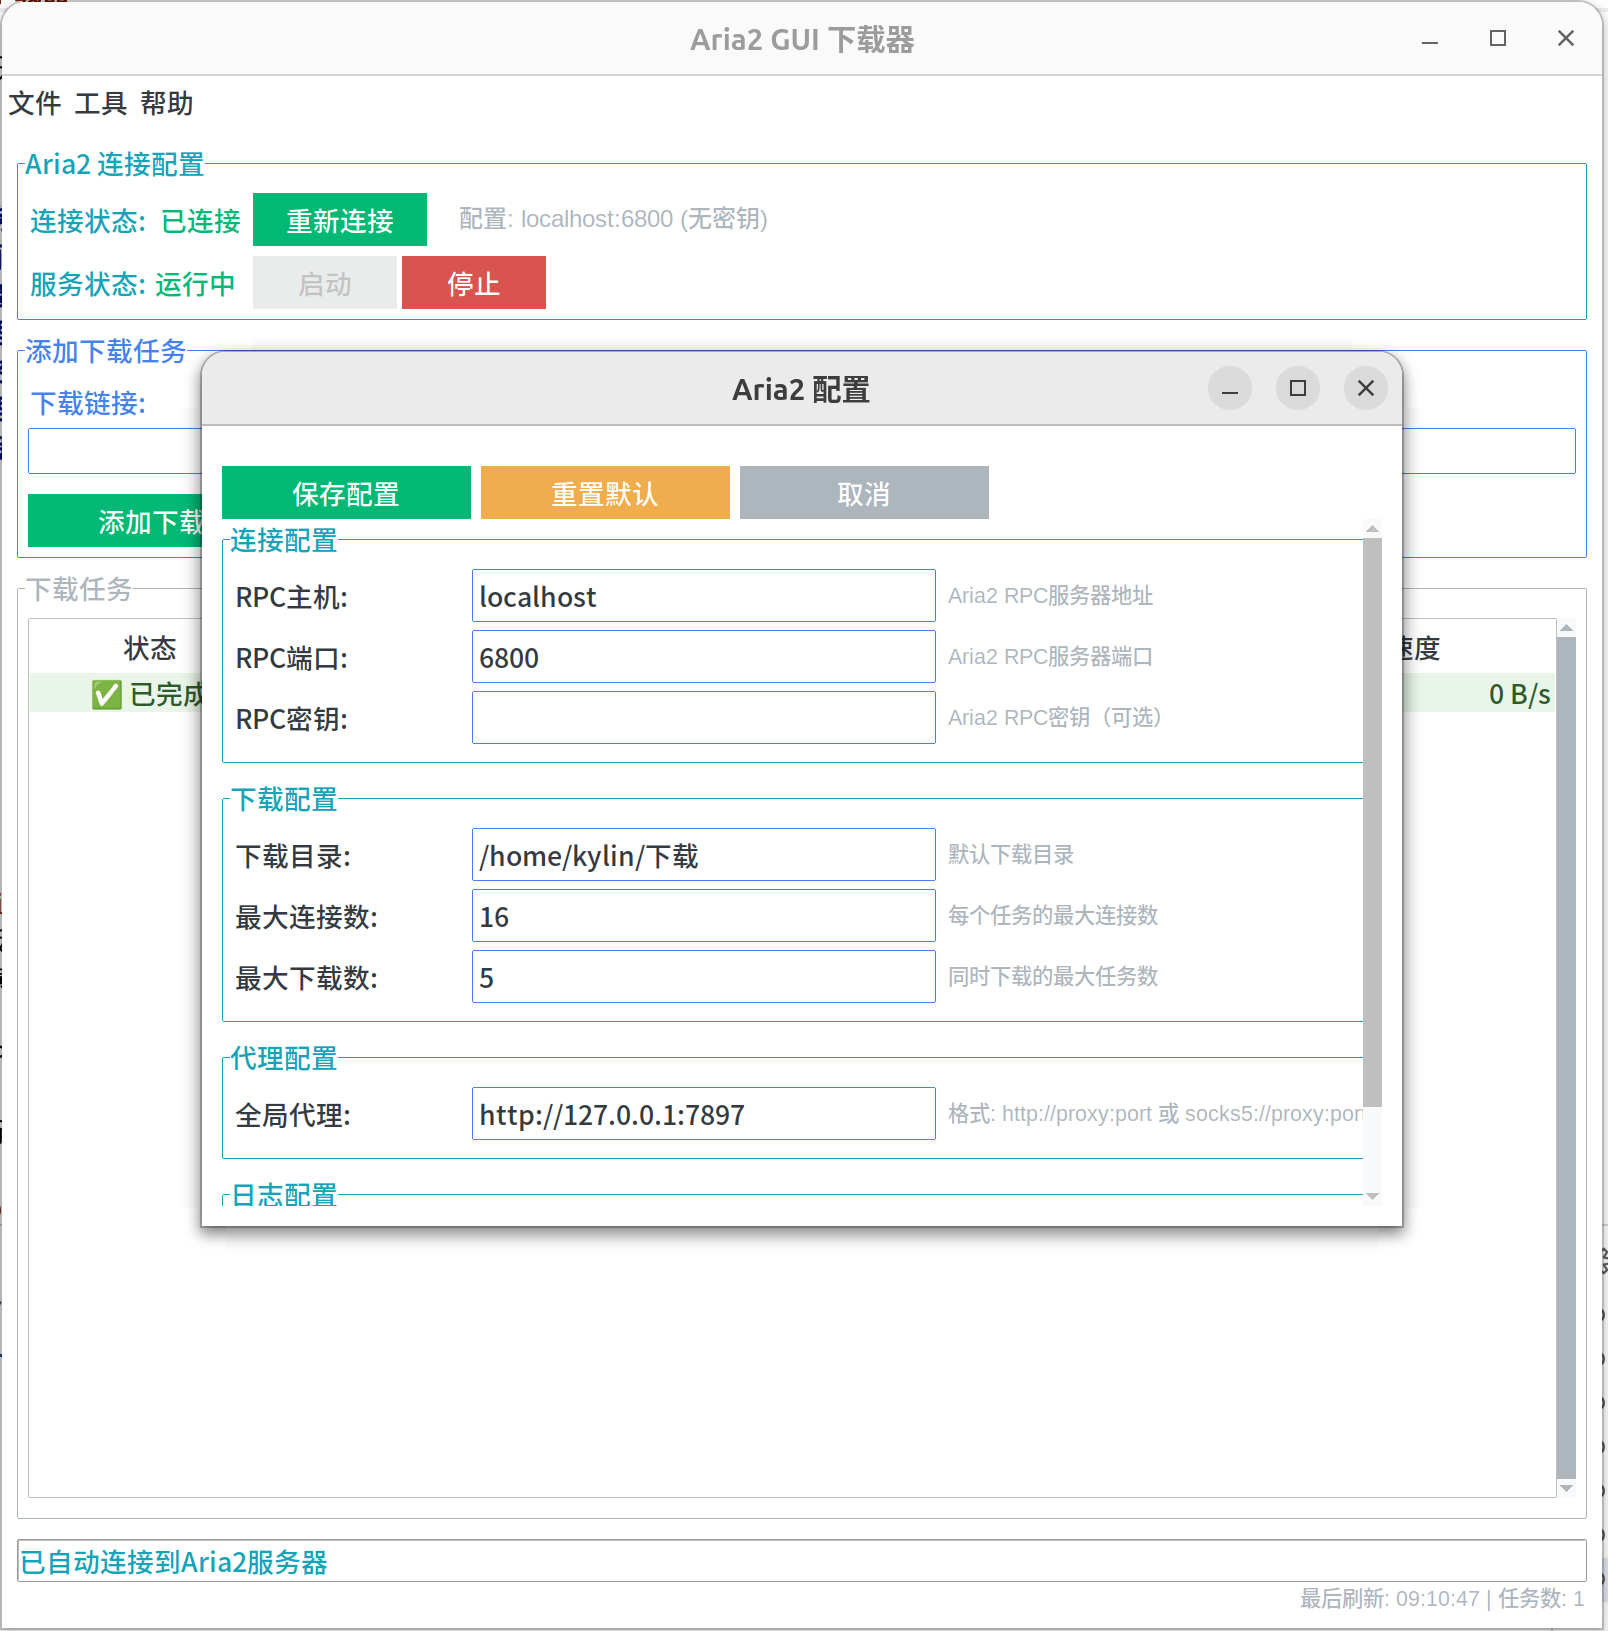 Aria2 GUI 下载器
文件 工具 帮助
Aria2 连接配置
连接状态: 已连接 重新连接 配置: localhost:6800 (无密钥)
服务状态: 运行中 启动 停止
添加下载任务
下载链接:
添加下载
下载任务
状态 速度
已完成 0 B/s
Aria2 配置
保存配置 重置默认 取消
连接配置
RPC主机: localhost Aria2 RPC服务器地址
RPC端口: 6800 Aria2 RPC服务器端口
RPC密钥: Aria2 RPC密钥（可选）
下载配置
下载目录: /home/kylin/下载 默认下载目录
最大连接数: 16 每个任务的最大连接数
最大下载数: 5 同时下载的最大任务数
代理配置
全局代理: http://127.0.0.1:7897 格式: http://proxy:port 或 socks5://proxy:port
日志配置
已自动连接到Aria2服务器
最后刷新: 09:10:47 | 任务数: 1